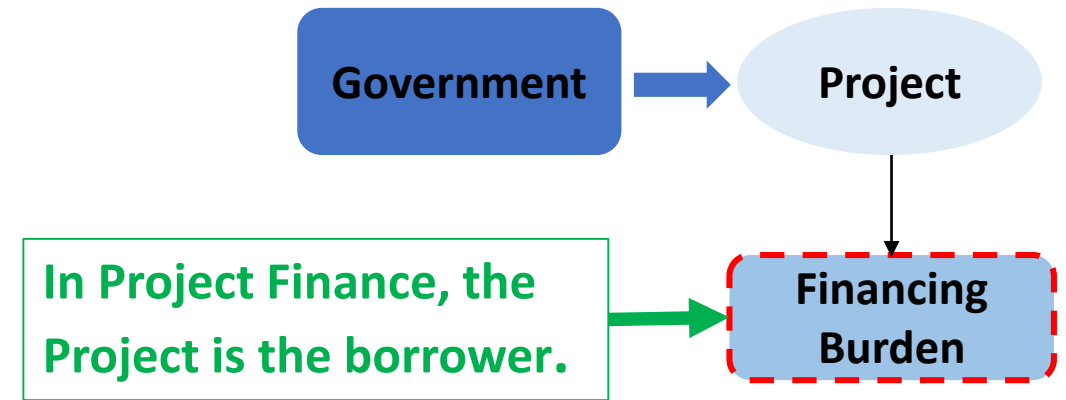 Government
Project
In Project Finance, the
Project is the borrower.
Financing
Burden